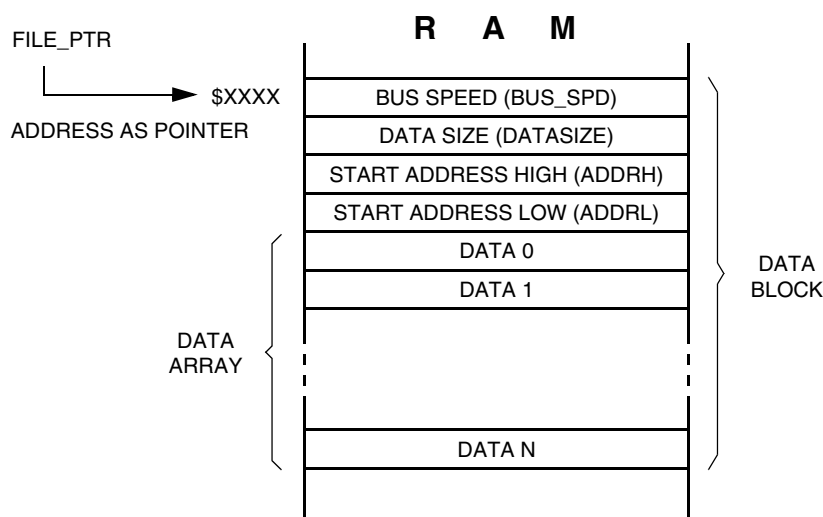 R A M
FILE_PTR
$XXXX
ADDRESS AS POINTER
BUS SPEED (BUS_SPD)
DATA SIZE (DATASIZE)
START ADDRESS HIGH (ADDRH)
START ADDRESS LOW (ADDRL)
DATA 0
DATA 1
DATA N
DATA
ARRAY
DATA
BLOCK